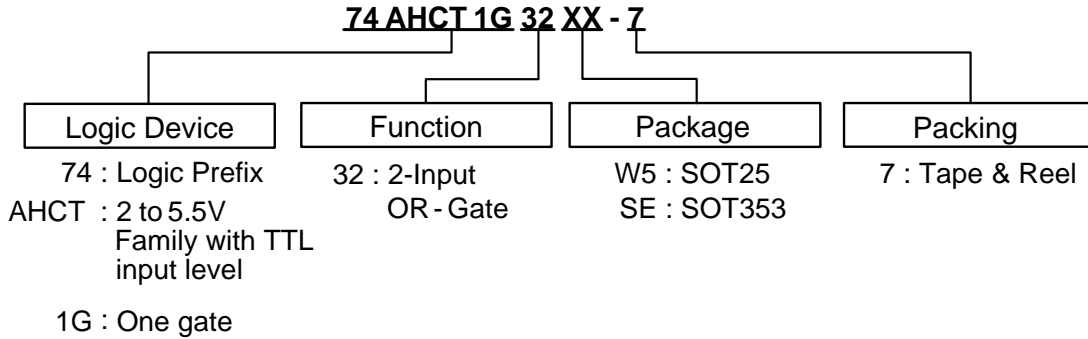 74 AHCT 1G 32 XX - 7
Logic Device
74 : Logic Prefix
AHCT : 2 to 5.5V
Family with TTL
input level
1G : One gate
Function
32 : 2-Input
OR - Gate
Package
W5 : SOT25
SE : SOT353
Packing
7 : Tape & Reel